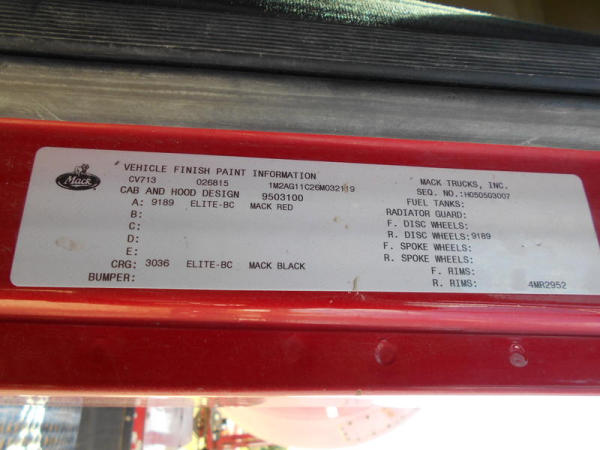 Mack
VEHICLE FINISH PAINT INFORMATION
CV713 026815 1M2AG11C26M032119
CAB AND HOOD DESIGN 9503100
A: 9189 ELITE-BC MACK RED
B:
C:
D:
E:
CRG: 3036 ELITE-BC MACK BLACK
BUMPER:
MACK TRUCKS, INC.
SEQ. NO.:H050503007
FUEL TANKS:
RADIATOR GUARD:
F. DISC WHEELS:
R. DISC WHEELS:9189
F. SPOKE WHEELS:
R. SPOKE WHEELS:
F. RIMS:
R. RIMS:
4MR2952